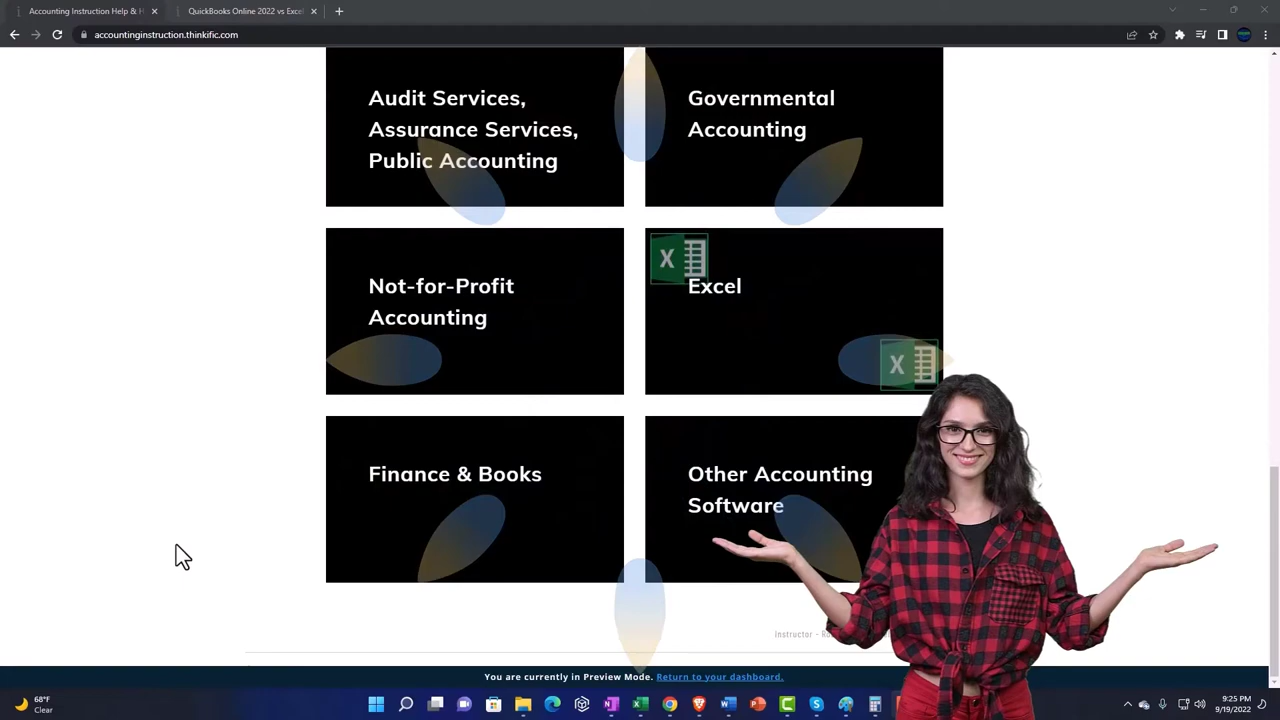 Accounting Instruction Help & H
QuickBooks Online 2022 vs Excel
accountinginstruction.thinkific.com
Audit Services,
Assurance Services,
Public Accounting
Governmental
Accounting
Not-for-Profit
Accounting
X
Excel
X
Finance & Books
Other Accounting
Software
Instructor -
You are currently in Preview Mode. Return to your dashboard.
68°F
Clear
9:25 PM
9/19/2022